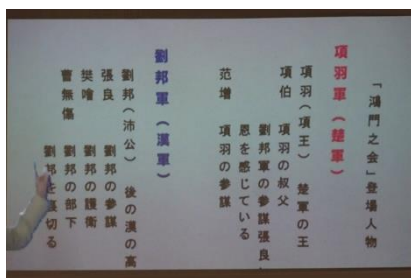 「鴻門之会」登場人物
項羽軍(楚軍)
項羽(項王) 楚軍の王
項伯 項羽の叔父
劉邦軍の参謀張良
恩を感じている
范増 項羽の参謀
劉邦軍(漢軍)
劉邦(沛公) 後の漢の高
張良 劉邦の参謀
樊噲 劉邦の護衛
曹無傷 劉邦の部下
劉邦を裏切る